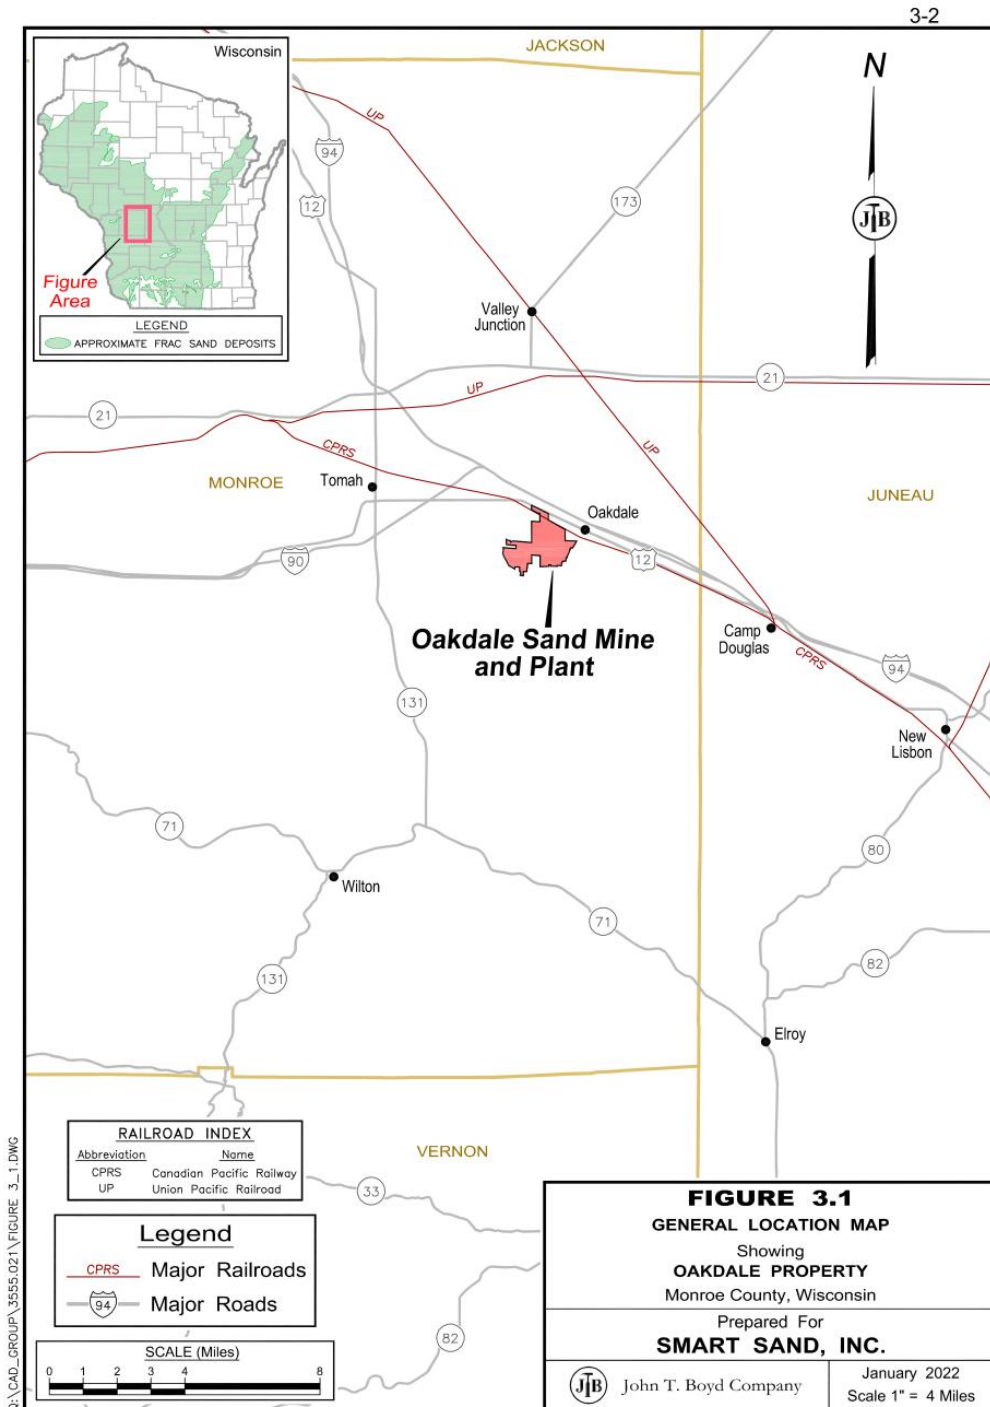 3-2
Wisconsin
Figure
Area
LEGEND
APPROXIMATE FRAC SAND DEPOSITS
JACKSON
N
JTB
UP
94
12
173
Valley
Junction
21
UP
21
UP
CPRS
MONROE
Tomah
JUNEAU
Oakdale
90
12
Oakdale Sand Mine
and Plant
Camp
Douglas
CPRS
94
131
New
Lisbon
71
80
Wilton
71
82
131
Elroy
VERNON
33
82
RAILROAD INDEX
Abbreviation Name
CPRS Canadian Pacific Railway
UP Union Pacific Railroad
Legend
CPRS Major Railroads
94 Major Roads
SCALE (Miles)
0 1 2 3 4 8
Q:\CAD_GROUP\3555.021\FIGURE 3_1.DWG
FIGURE 3.1
GENERAL LOCATION MAP
Showing
OAKDALE PROPERTY
Monroe County, Wisconsin
Prepared For
SMART SAND, INC.
JTB John T. Boyd Company
January 2022
Scale 1" = 4 Miles